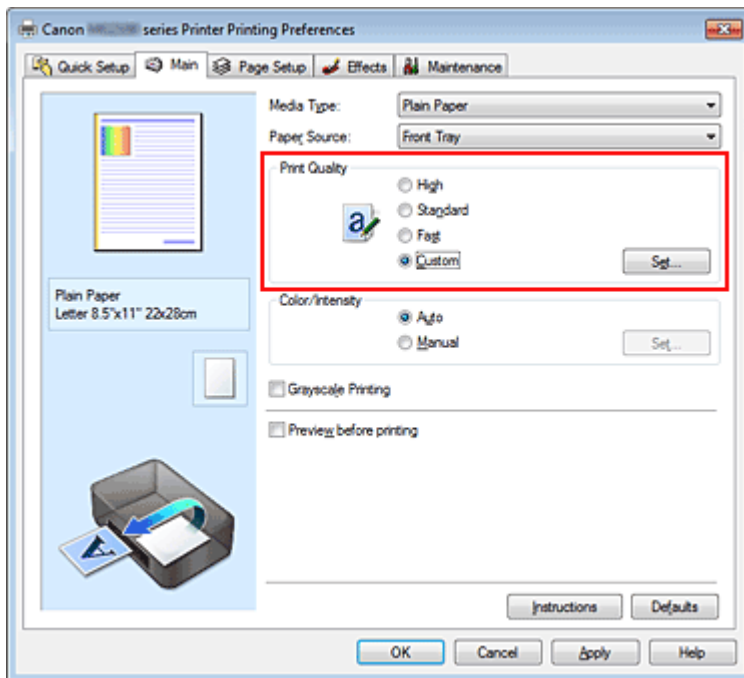 Canon series Printer Printing Preferences
Quick Setup Main Page Setup Effects Maintenance
Media Type: Plain Paper
Paper Source: Front Tray
Print Quality
High
a Standard
Fast
Custom Set...
Plain Paper
Letter 8.5"x11" 22x28cm
Color/Intensity
Auto
Manual Set...
Grayscale Printing
Preview before printing
A
Instructions Defaults
OK Cancel Apply Help